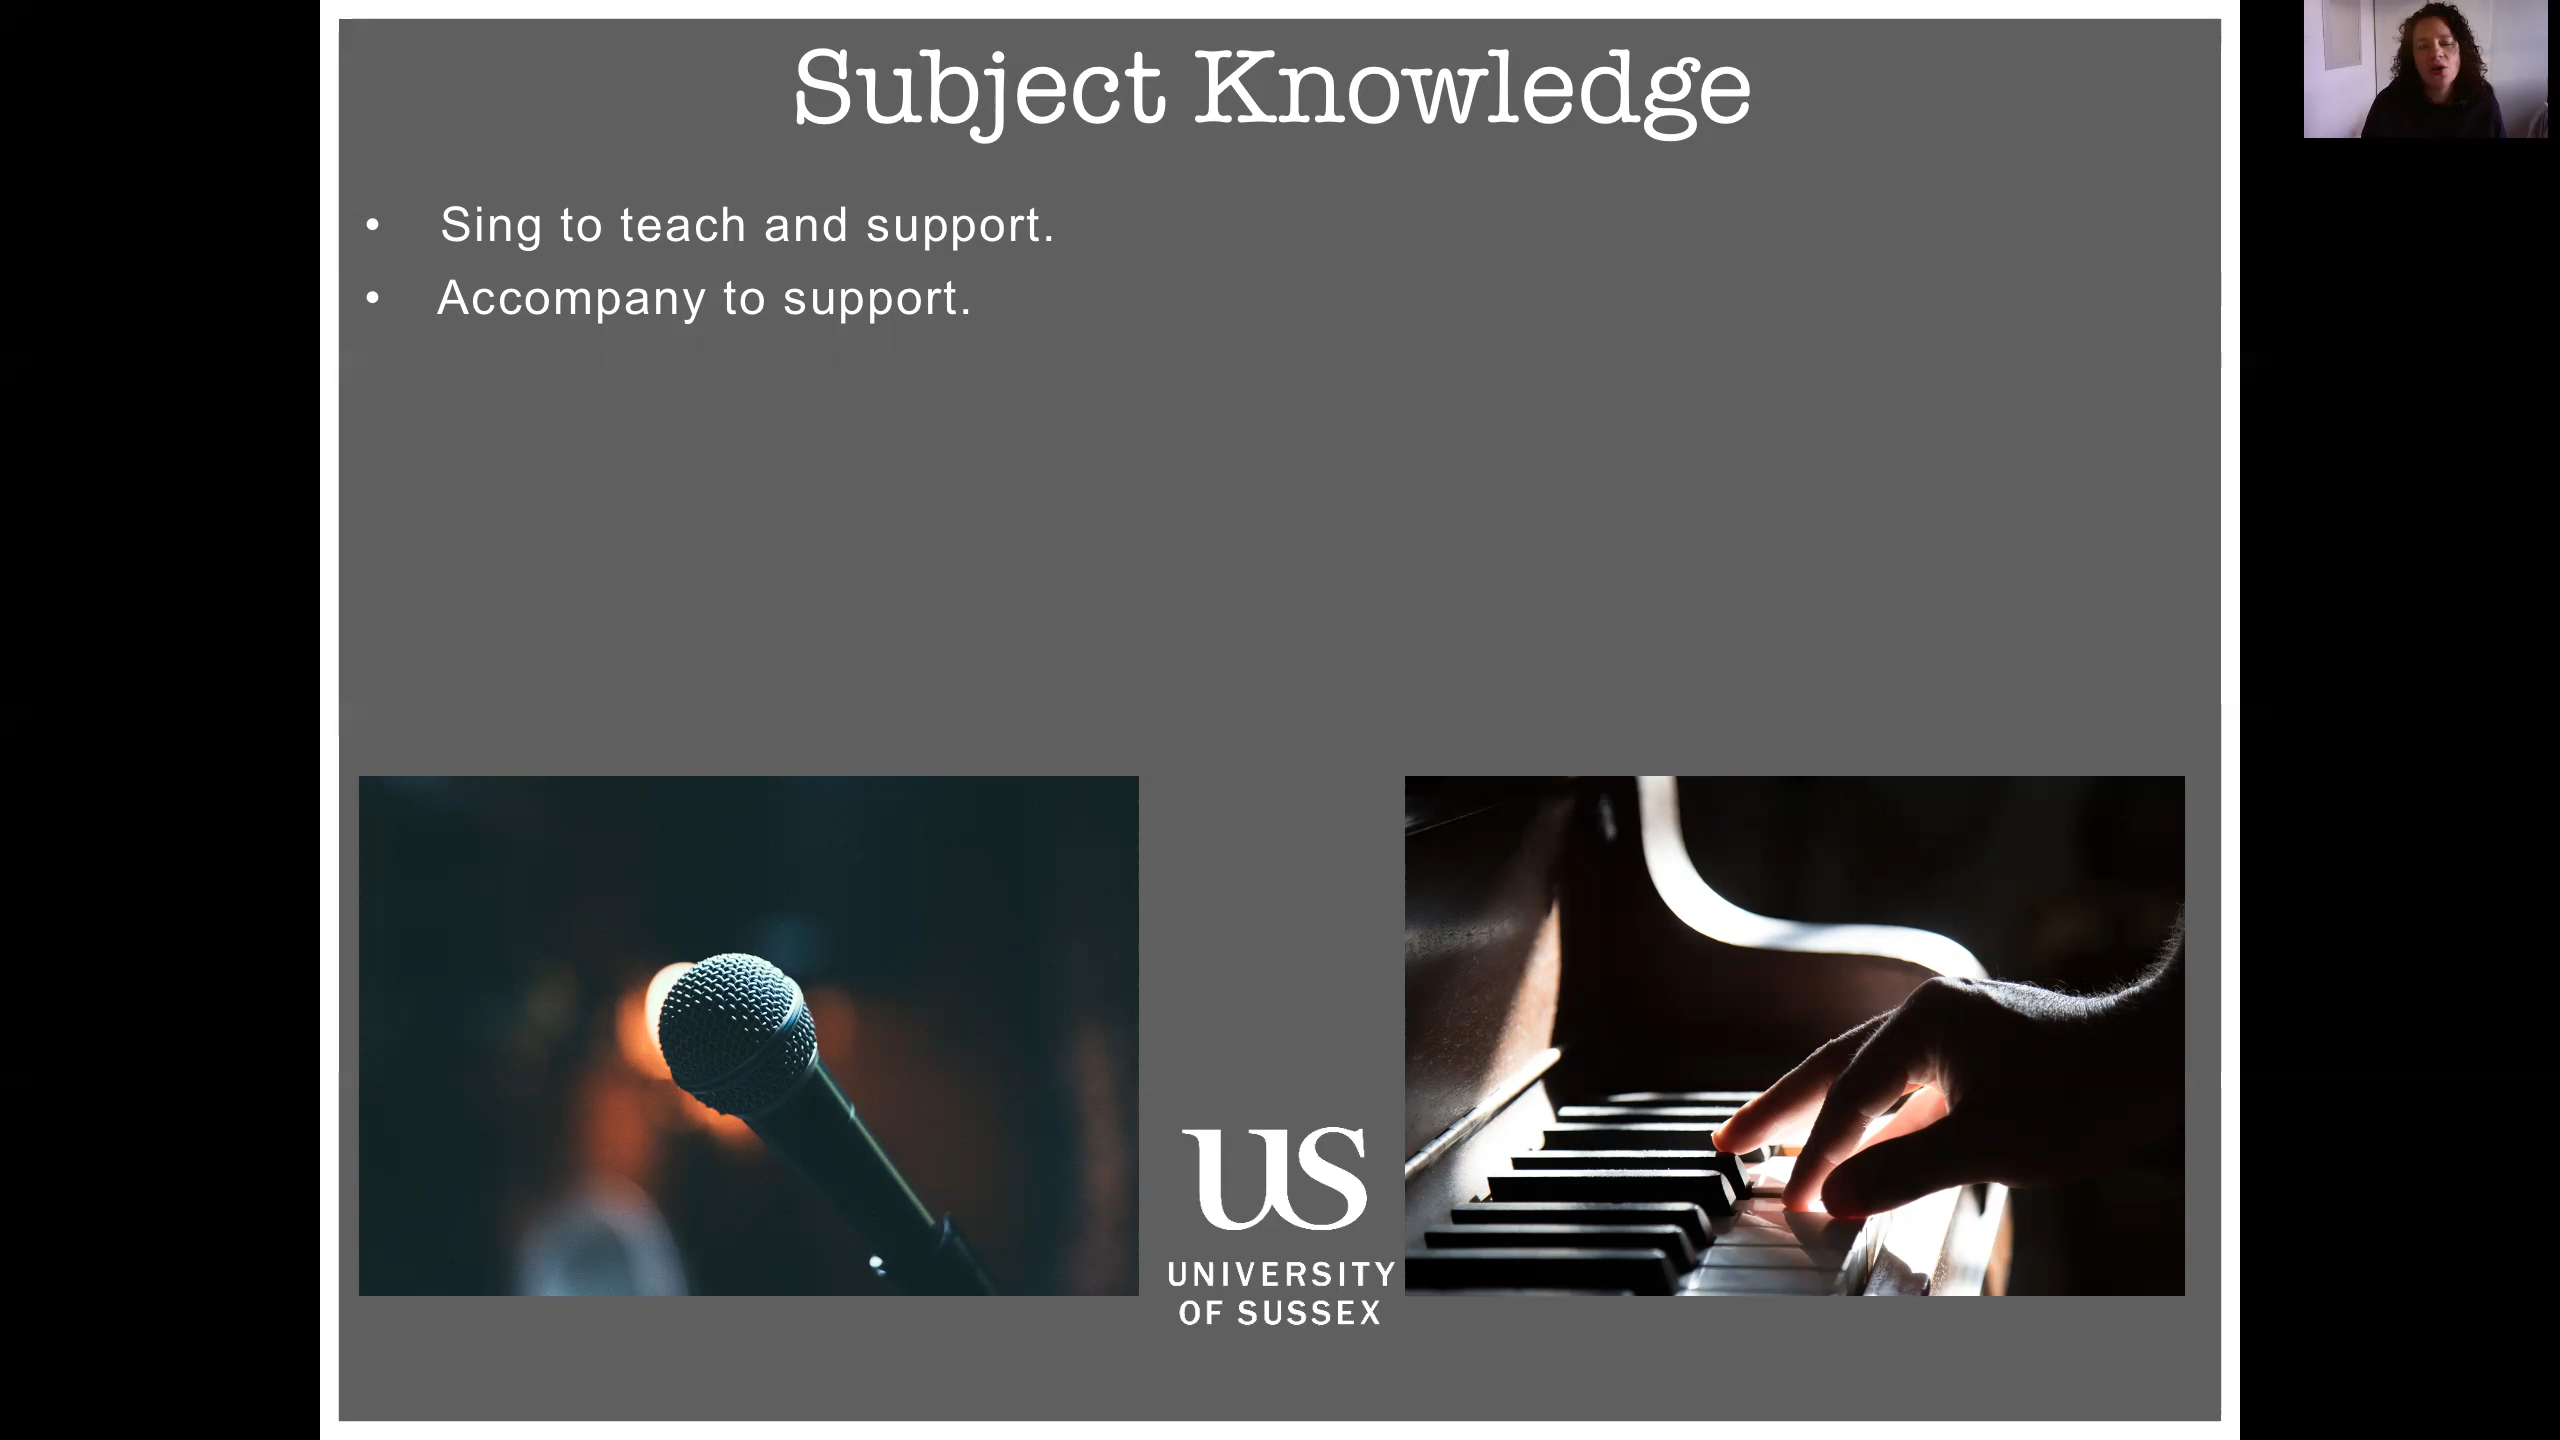 Subject Knowledge
• Sing to teach and support.
• Accompany to support.
US
UNIVERSITY
OF SUSSEX